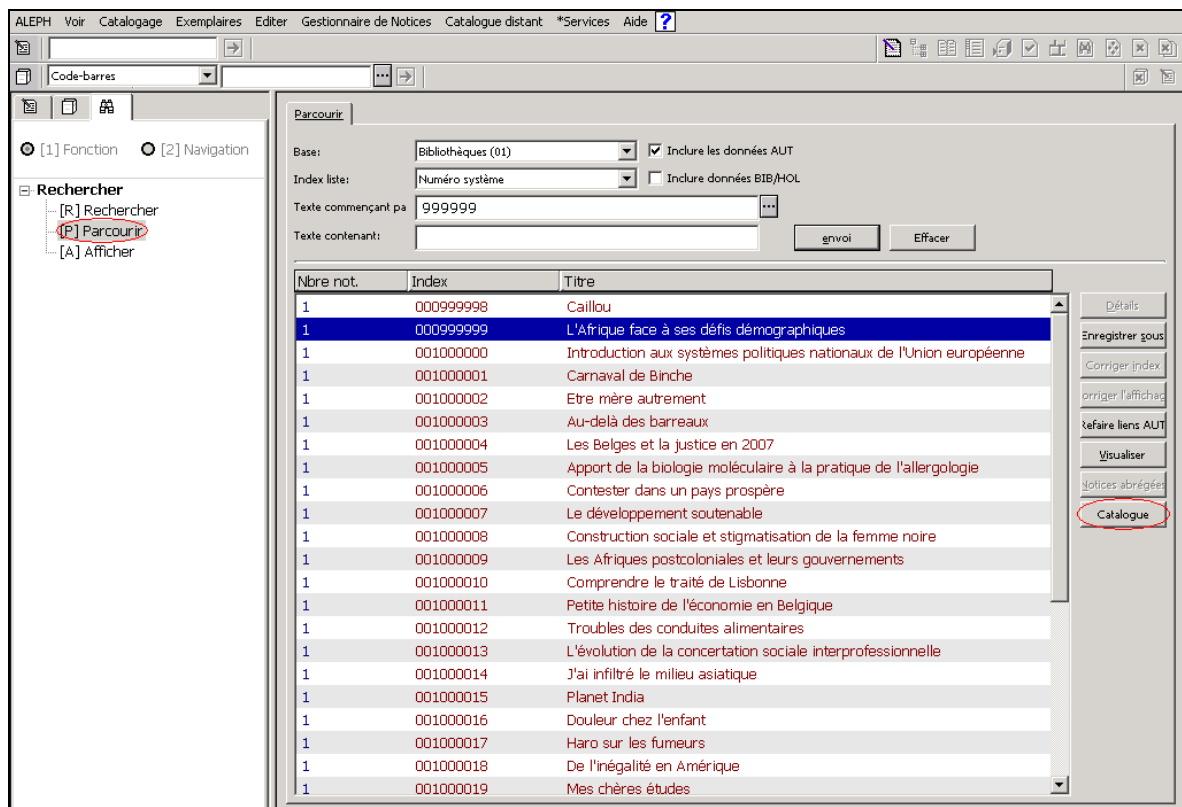 ALEPH Voir Catalogage Exemplaires Editer Gestionnaire de Notices Catalogue distant *Services Aide ?
Code-barres
[1] Fonction [2] Navigation
Rechercher
[R] Rechercher
[P] Parcourir
[A] Afficher
Parcourir
Base: Bibliothèques (01) Inclure les données AUT
Index liste: Numéro système Inclure données BIB/HOL
Texte commençant pa 999999
Texte contenant: envoi Effacer
Nbre not. Index Titre
1 000999998 Caillou
1 000999999 L'Afrique face à ses défis démographiques
1 001000000 Introduction aux systèmes politiques nationaux de l'Union européenne
1 001000001 Carnaval de Binche
1 001000002 Etre mère autrement
1 001000003 Au-delà des barreaux
1 001000004 Les Belges et la justice en 2007
1 001000005 Apport de la biologie moléculaire à la pratique de l'allergologie
1 001000006 Contester dans un pays prospère
1 001000007 Le développement soutenable
1 001000008 Construction sociale et stigmatisation de la femme noire
1 001000009 Les Afriques postcoloniales et leurs gouvernements
1 001000010 Comprendre le traité de Lisbonne
1 001000011 Petite histoire de l'économie en Belgique
1 001000012 Troubles des conduites alimentaires
1 001000013 L'évolution de la concertation sociale interprofessionnelle
1 001000014 J'ai infiltré le milieu asiatique
1 001000015 Planet India
1 001000016 Douleur chez l'enfant
1 001000017 Haro sur les fumeurs
1 001000018 De l'inégalité en Amérique
1 001000019 Mes chères études
Détails
Enregistrer sous
Corriger index
orriger l'affichag
Refaire liens AUT
Visualiser
Notices abrégées
Catalogue